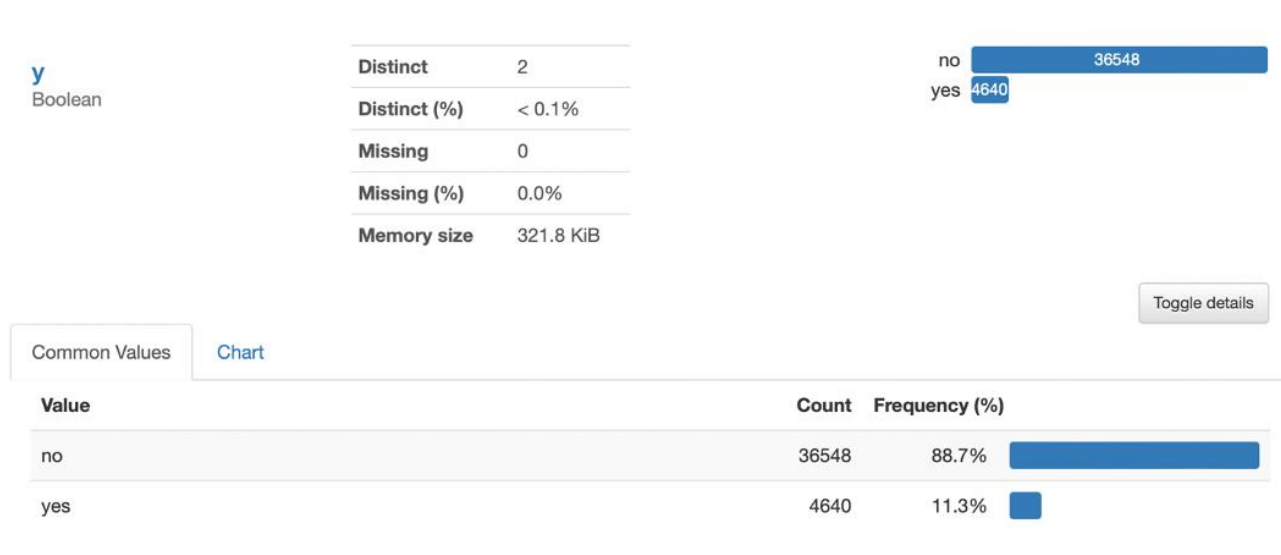 y
Boolean
Distinct 2
Distinct (%) < 0.1%
Missing 0
Missing (%) 0.0%
Memory size 321.8 KiB
no 36548
yes 4640
Toggle details
Common Values Chart
Value Count Frequency (%)
no 36548 88.7%
yes 4640 11.3%